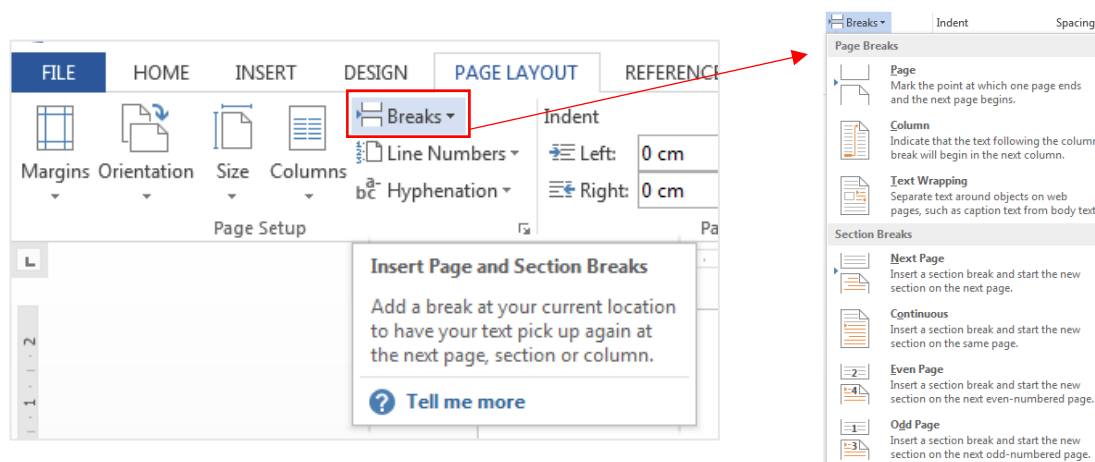 FILE HOME INSERT DESIGN PAGE LAYOUT REFERENCE
Breaks Indent
Line Numbers Left: 0 cm
Margins Orientation Size Columns
Hyphenation Right: 0 cm
Page Setup Pa
L
Insert Page and Section Breaks
Add a break at your current location
to have your text pick up again at
the next page, section or column.
? Tell me more
2
1
1
Breaks Indent Spacing
Page Breaks
Page
Mark the point at which one page ends
and the next page begins.
Column
Indicate that the text following the colum
break will begin in the next column.
Text Wrapping
Separate text around objects on web
pages, such as caption text from body text
Section Breaks
Next Page
Insert a section break and start the new
section on the next page.
Continuous
Insert a section break and start the new
section on the same page.
2
4
Even Page
Insert a section break and start the new
section on the next even-numbered page.
1
3
Odd Page
Insert a section break and start the new
section on the next odd-numbered page.